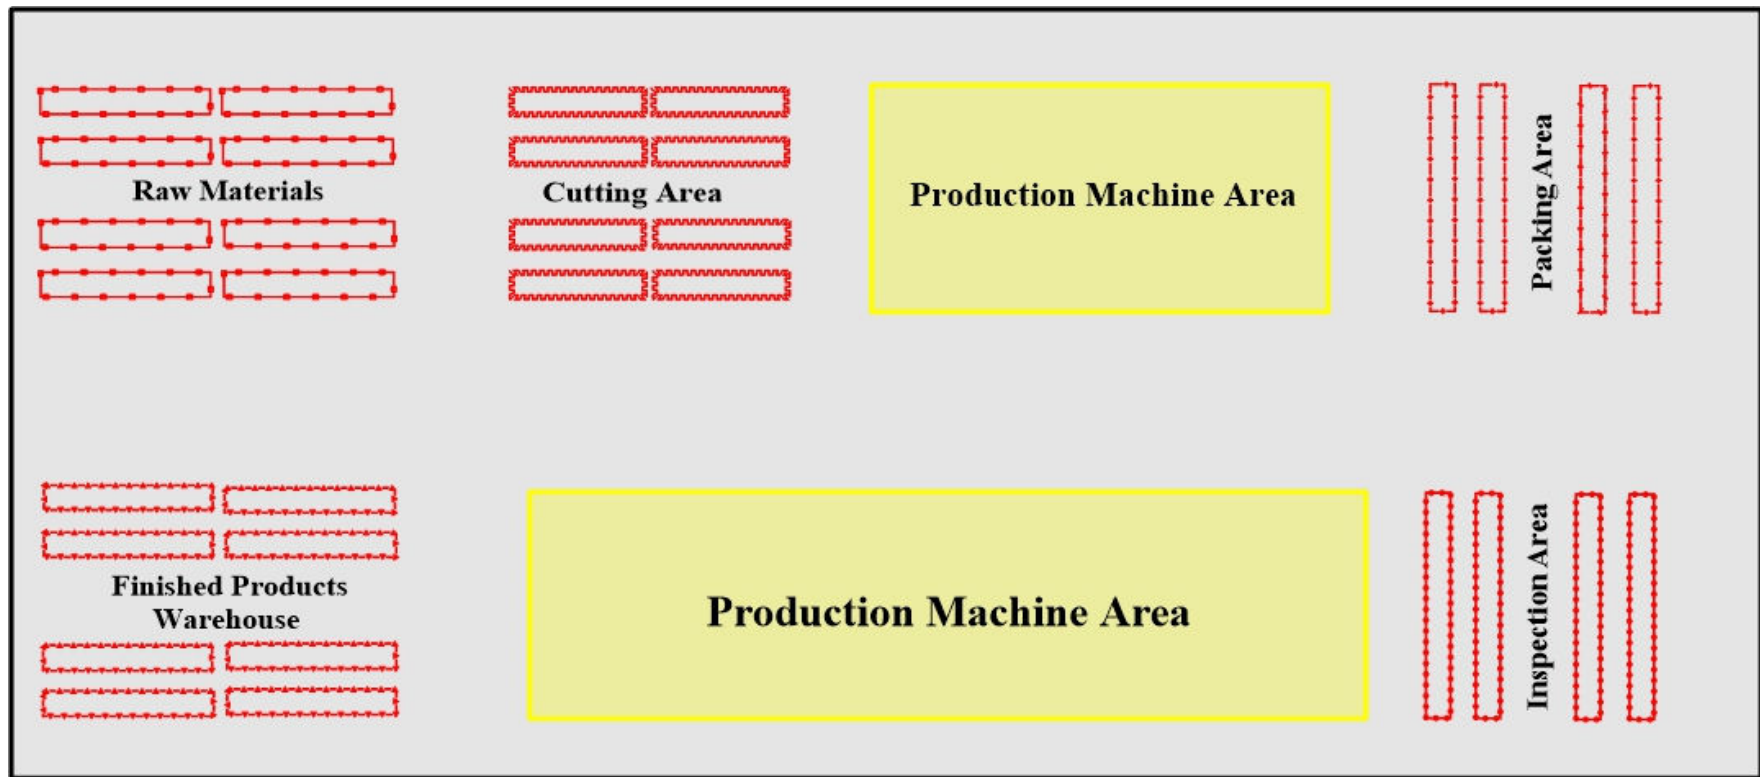 Raw Materials
Cutting Area
Production Machine Area
Packing Area
Finished Products
Warehouse
Production Machine Area
Inspection Area